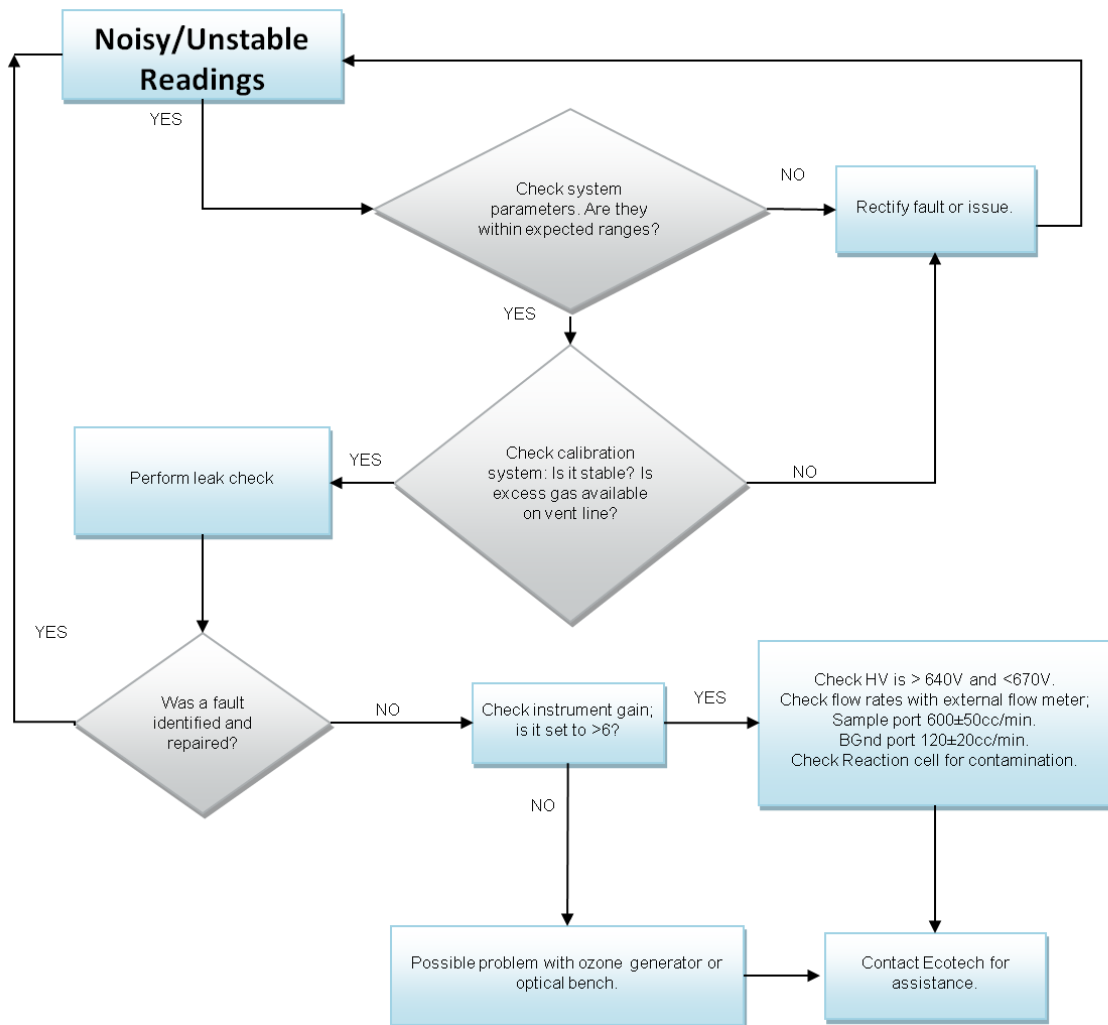 Noisy/Unstable
Readings
YES
Check system
parameters. Are they
within expected ranges?
NO
Rectify fault or issue.
YES
Check calibration
system: Is it stable? Is
excess gas available
on vent line?
NO
YES
Perform leak check
YES
Was a fault
identified and
repaired?
NO
Check instrument gain;
is it set to >6?
YES
Check HV is > 640V and <670V.
Check flow rates with external flow meter;
Sample port 600±50cc/min.
BGnd port 120±20cc/min.
Check Reaction cell for contamination.
NO
Possible problem with ozone generator or
optical bench.
Contact Ecotech for
assistance.